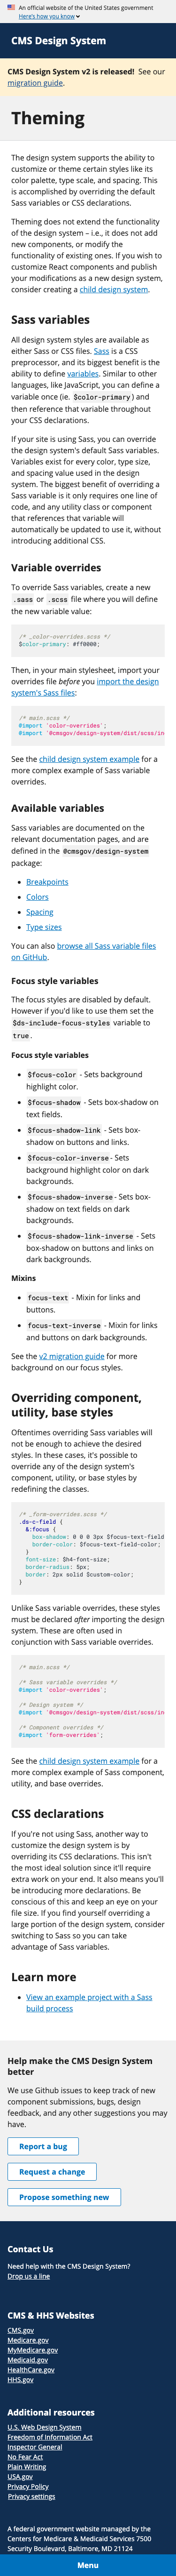 An official website of the United States government
Here's how you know
CMS Design System
CMS Design System v2 is released! See our
migration guide.
Theming
The design system supports the ability to
customize or theme certain styles like its
color palette, type scale, and spacing. This
is accomplished by overriding the default
Sass variables or CSS declarations.
Theming does not extend the functionality
of the design system – i.e., it does not add
new components, or modify the
functionality of existing ones. If you wish to
customize React components and publish
your modifications as a new design system,
consider creating a child design system.
Sass variables
All design system styles are available as
either Sass or CSS files. Sass is a CSS
preprocessor, and its biggest benefit is the
ability to define variables. Similar to other
languages, like JavaScript, you can define a
variable once (ie. $color-primary) and
then reference that variable throughout
your CSS declarations.
If your site is using Sass, you can override
the design system's default Sass variables.
Variables exist for every color, type size,
and spacing value used in the design
system. The biggest benefit of overriding a
Sass variable is it only requires one line of
code, and any utility class or component
that references that variable will
automatically be updated to use it, without
introducing additional CSS.
Variable overrides
To override Sass variables, create a new
.sass or .scss file where you will define
the new variable value:
/* _color-overrides.scss */
$color-primary: #ff0000;
Then, in your main stylesheet, import your
overrides file before you import the design
system's Sass files:
/* main.scss */
@import 'color-overrides';
@import '@cmsgov/design-system/dist/scss/in
See the child design system example for a
more complex example of Sass variable
overrides.
Available variables
Sass variables are documented on the
relevant documentation pages, and are
defined in the @cmsgov/design-system
package:
Breakpoints
Colors
Spacing
Type sizes
You can also browse all Sass variable files
on GitHub.
Focus style variables
The focus styles are disabled by default.
However if you'd like to use them set the
$ds-include-focus-styles variable to
true.
Focus style variables
$focus-color - Sets background
highlight color.
$focus-shadow - Sets box-shadow on
text fields.
$focus-shadow-link - Sets box-
shadow on buttons and links.
$focus-color-inverse- Sets
background highlight color on dark
backgrounds.
$focus-shadow-inverse- Sets box-
shadow on text fields on dark
backgrounds.
$focus-shadow-link-inverse - Sets
box-shadow on buttons and links on
dark backgrounds.
Mixins
focus-text - Mixin for links and
buttons.
focus-text-inverse - Mixin for links
and buttons on dark backgrounds.
See the v2 migration guide for more
background on our focus styles.
Overriding component,
utility, base styles
Oftentimes overriding Sass variables will
not be enough to achieve the desired
styles. In these cases, it's possible to
override any of the design system's
component, utility, or base styles by
redefining the classes.
/* _form-overrides.scss */
.ds-c-field {
&:focus {
box-shadow: 0 0 0 3px $focus-text-field
border-color: $focus-text-field-color;
}
font-size: $h4-font-size;
border-radius: 5px;
border: 2px solid $custom-color;
}
Unlike Sass variable overrides, these styles
must be declared after importing the design
system. These are often used in
conjunction with Sass variable overrides.
/* main.scss */
/* Sass variable overrides */
@import 'color-overrides';
/* Design system */
@import '@cmsgov/design-system/dist/scss/in
/* Component overrides */
@import 'form-overrides';
See the child design system example for a
more complex example of Sass component,
utility, and base overrides.
CSS declarations
If you're not using Sass, another way to
customize the design system is by
overriding its CSS declarations. This isn't
the most ideal solution since it'll require
extra work in your end. It also means you'll
be introducing more declarations. Be
cautious of this since this can increase your
file size. If you find yourself overriding a
large portion of the design system, consider
switching to Sass so you can take
advantage of Sass variables.
Learn more
View an example project with a Sass
build process
Help make the CMS Design System
better
We use Github issues to keep track of new
component submissions, bugs, design
feedback, and any other suggestions you may
have.
Report a bug
Request a change
Propose something new
Contact Us
Need help with the CMS Design System?
Drop us a line
CMS & HHS Websites
CMS.gov
Medicare.gov
MyMedicare.gov
Medicaid.gov
HealthCare.gov
HHS.gov
Additional resources
U.S. Web Design System
Freedom of Information Act
Inspector General
No Fear Act
Plain Writing
USA.gov
Privacy Policy
Privacy settings
A federal government website managed by the
Centers for Medicare & Medicaid Services 7500
Security Boulevard, Baltimore, MD 21244
Menu